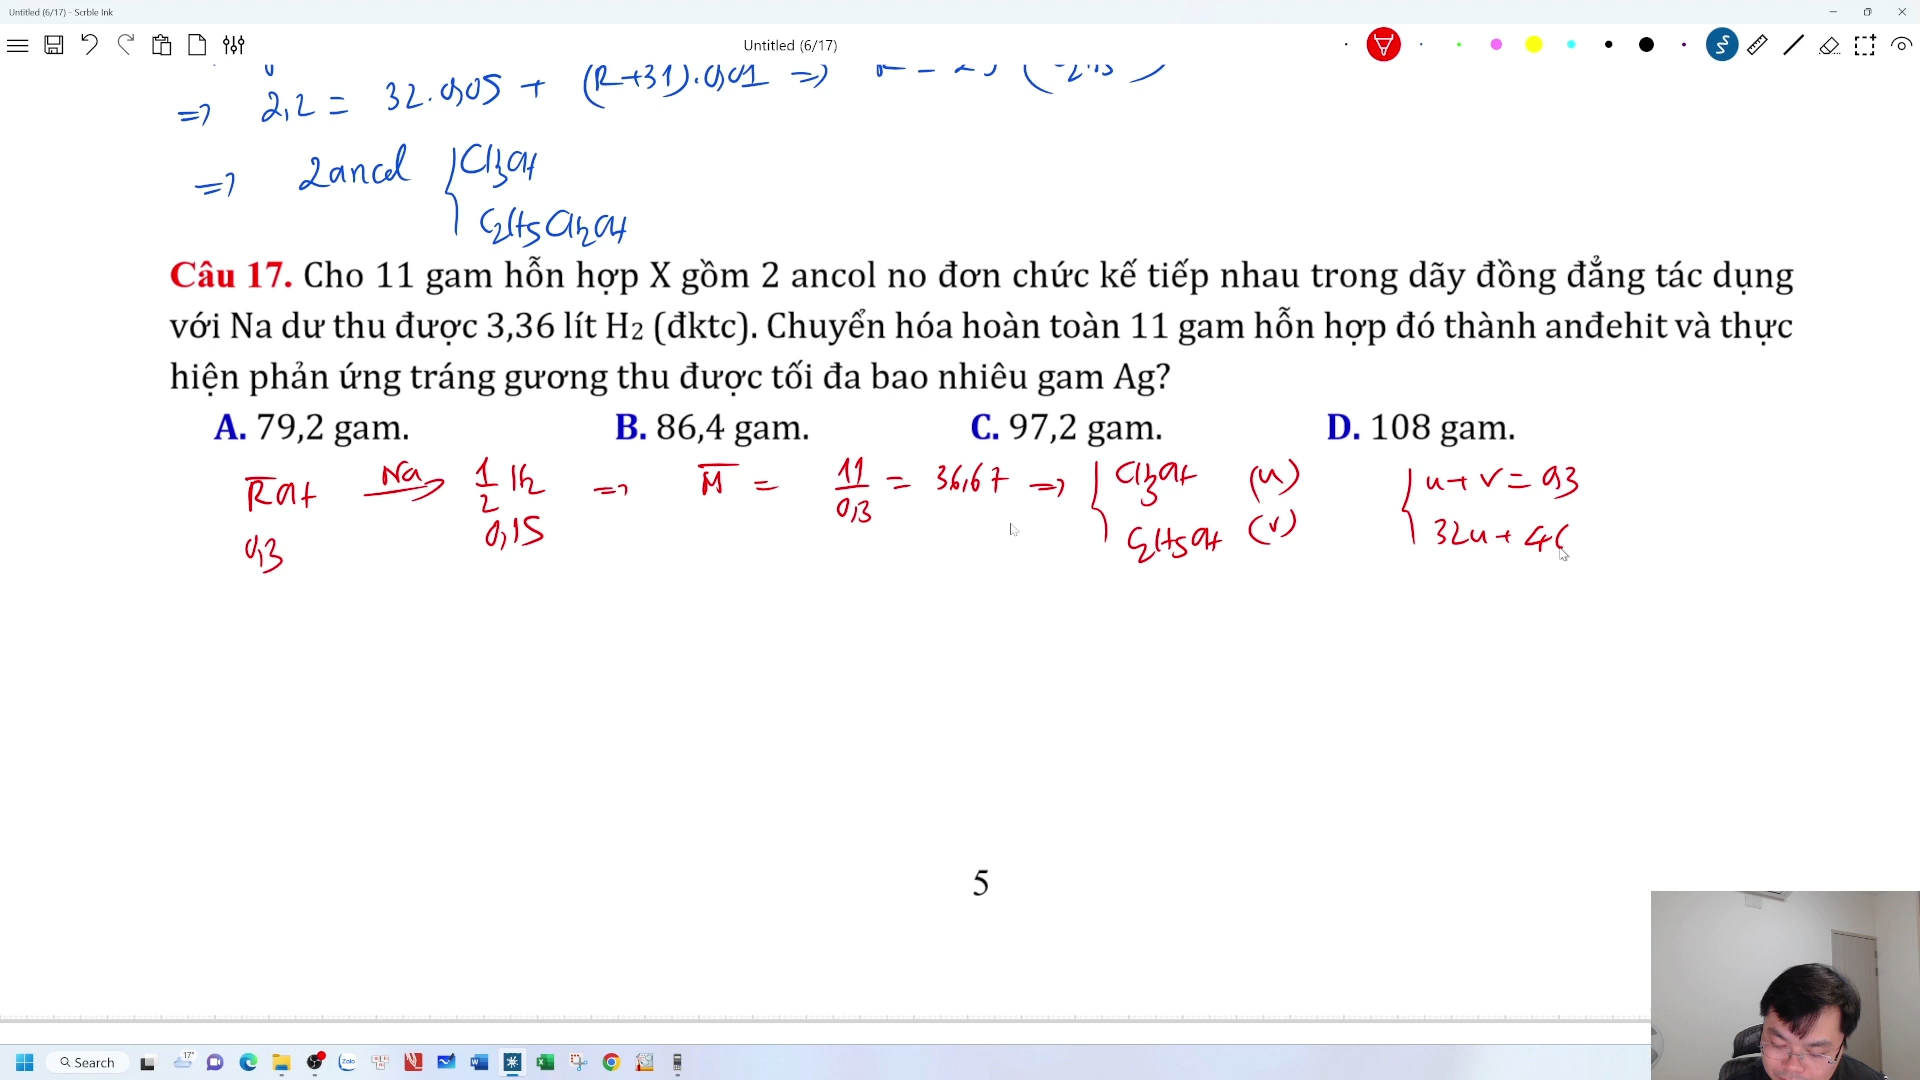 Untitled (6/17) - Scrble Ink
Untitled (6/17)
=> 2,2 = 32.0,05 + (R+31).0,01 =>
=> 2 ancol { CH3OH
C2H5CH2OH
Câu 17. Cho 11 gam hỗn hợp X gồm 2 ancol no đơn chức kế tiếp nhau trong dãy đồng đẳng tác dụng
với Na dư thu được 3,36 lít H2 (đktc). Chuyển hóa hoàn toàn 11 gam hỗn hợp đó thành anđehit và thực
hiện phản ứng tráng gương thu được tối đa bao nhiêu gam Ag?
A. 79,2 gam. B. 86,4 gam. C. 97,2 gam. D. 108 gam.
R̄OH Na→ 1/2 H2 => M̄ = 11/0,3 = 36,67 => { CH3OH (u) { u + v = 0,3
0,3 0,15 C2H5OH (v) 32u + 46
5
17°
Search
Zalo